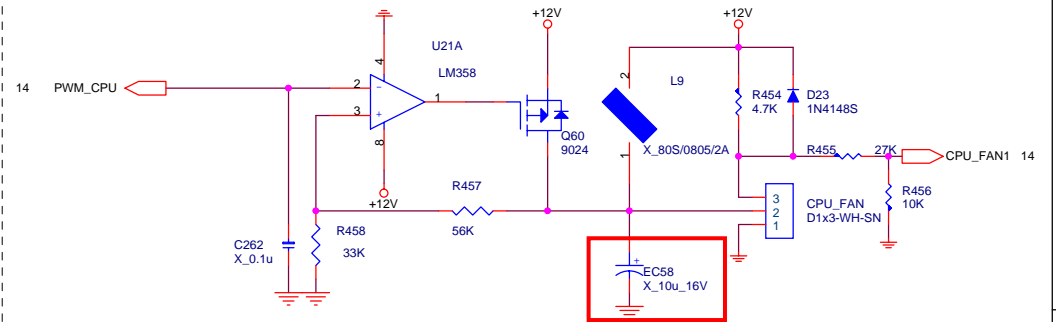 +12V
+12V
U21A
LM358
4
14 PWM_CPU
2
3
1
8
+12V
Q60
9024
2
L9
1
X_80S/0805/2A
R454
4.7K
D23
1N4148S
R455
27K
CPU_FAN1 14
R456
10K
3
2
1
CPU_FAN
D1x3-WH-SN
R457
56K
R458
33K
C262
X_0.1u
+
EC58
X_10u_16V